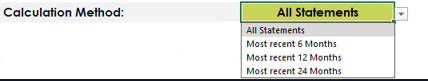 Calculation Method: All Statements
All Statements
Most recent 6 Months
Most recent 12 Months
Most recent 24 Months